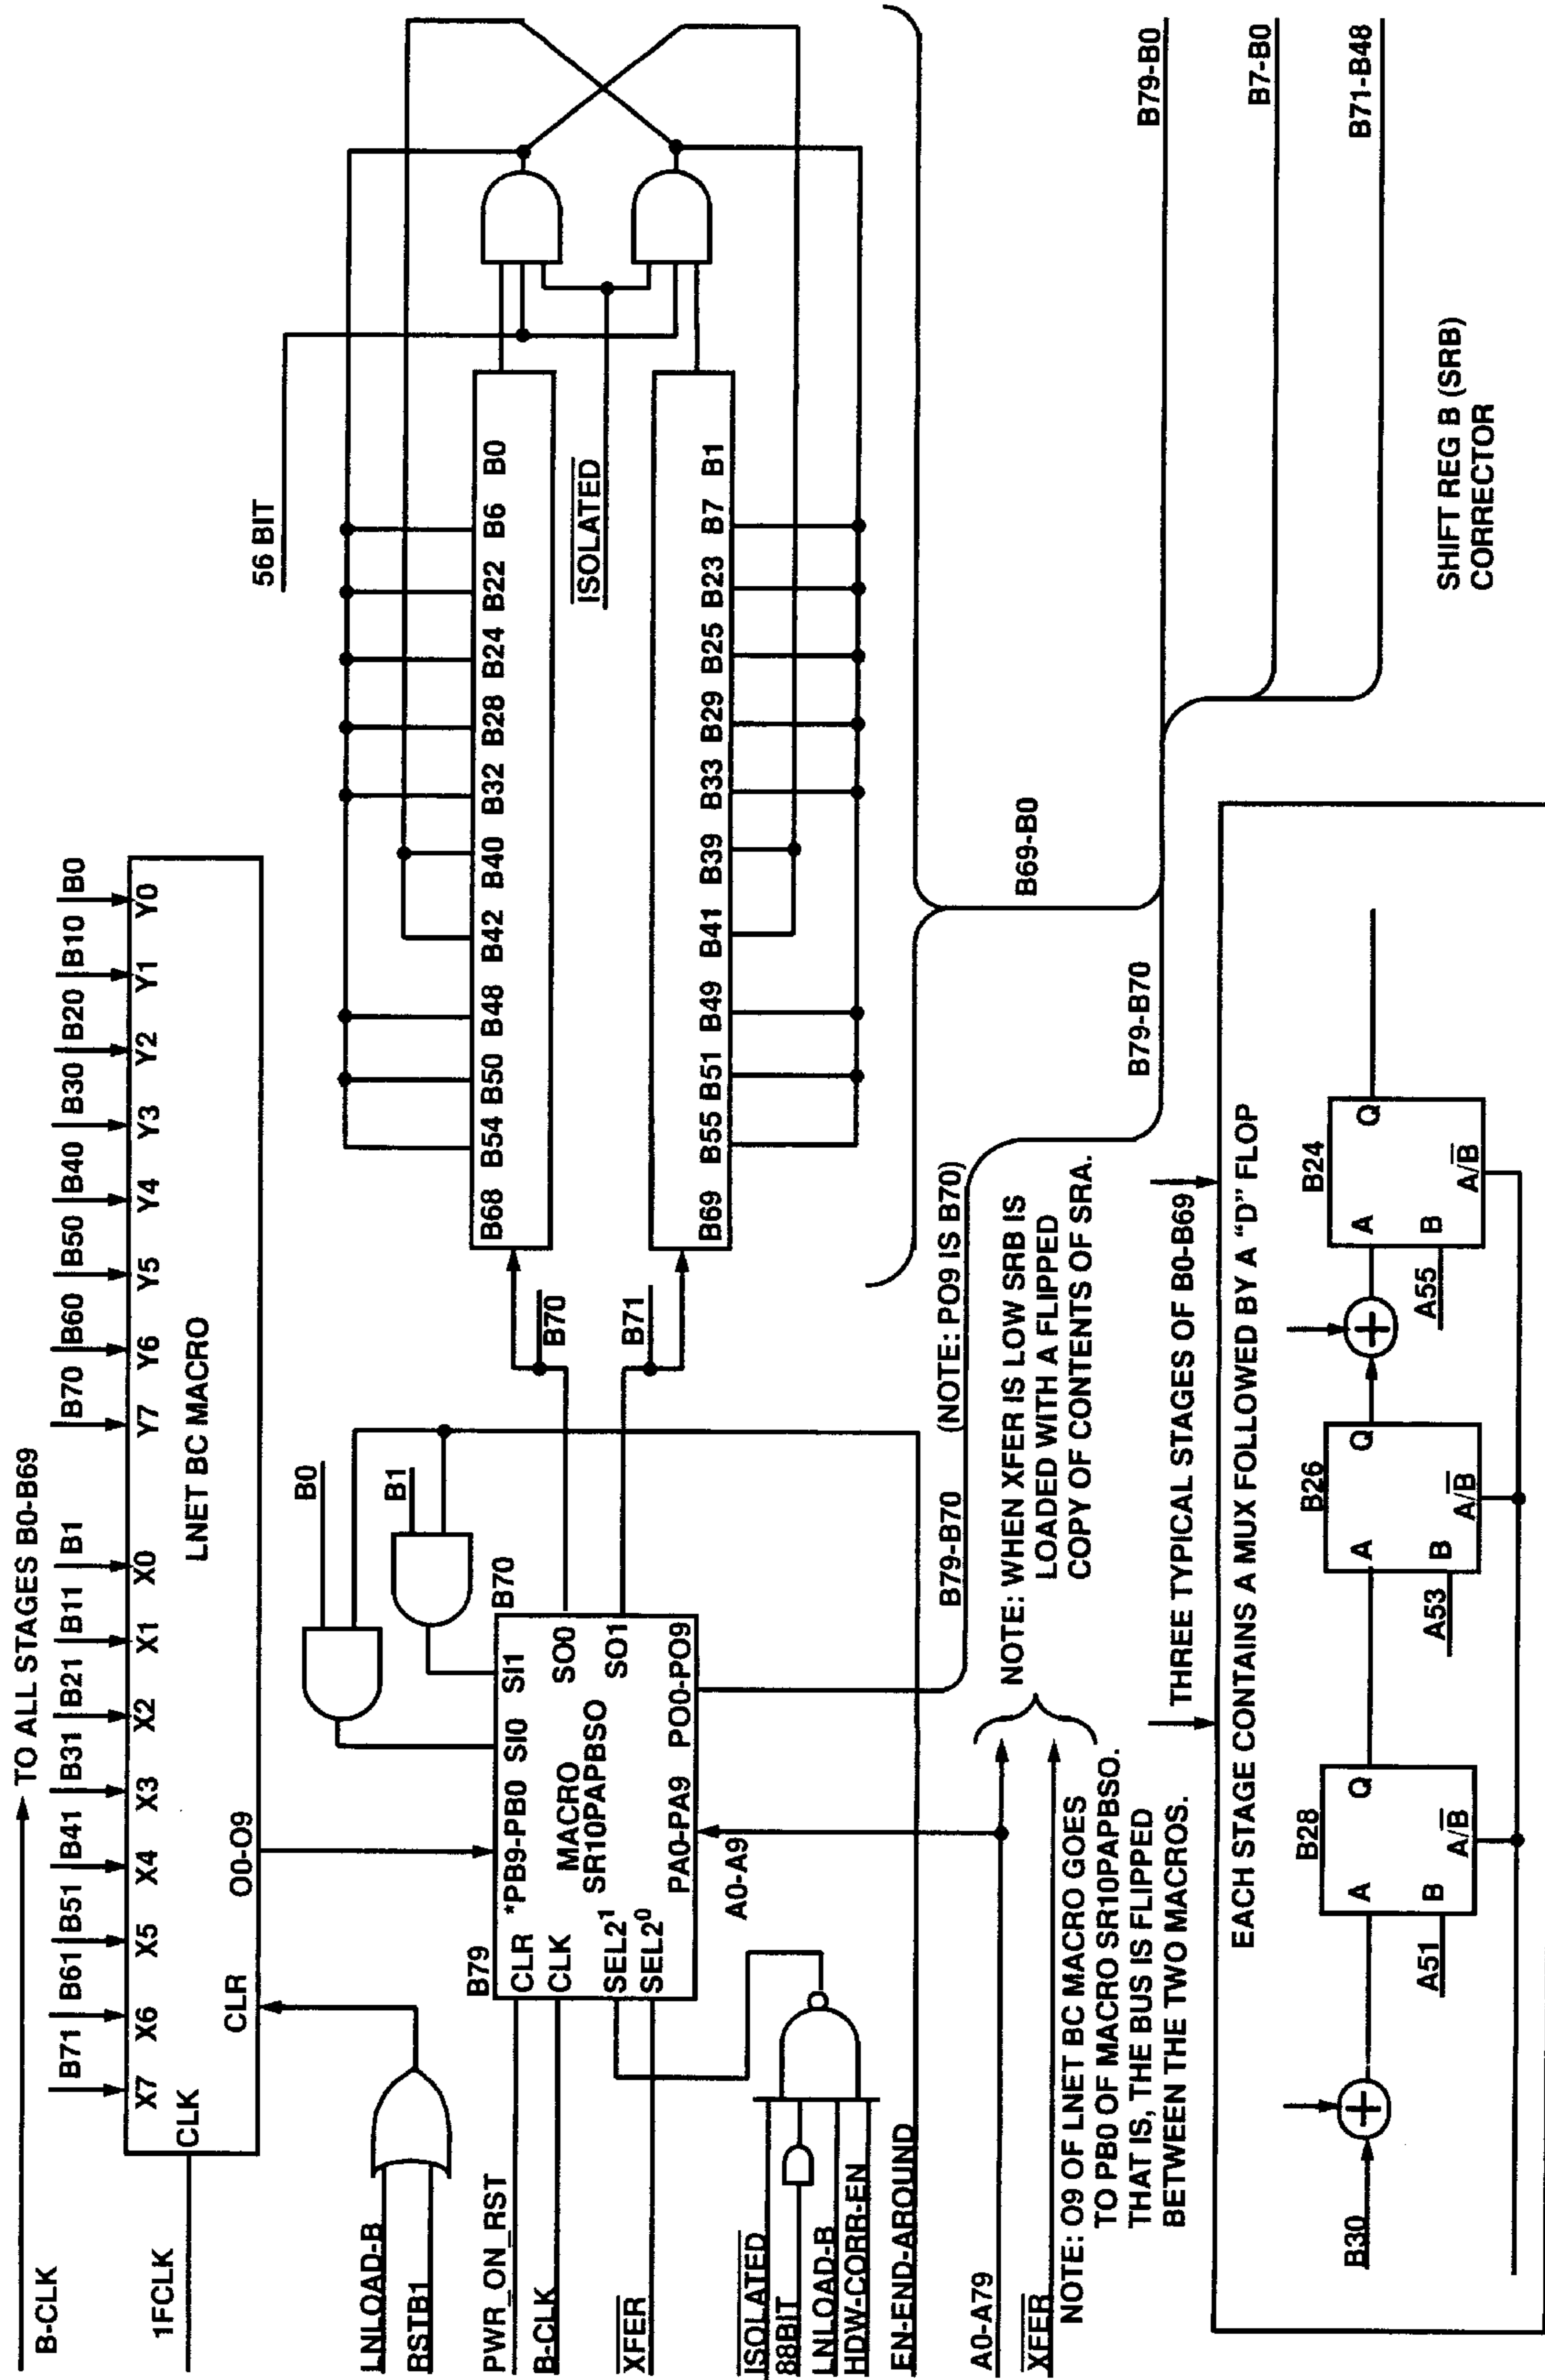 B-CLK
TO ALL STAGES B0-B69
B71 B61 B51 B41 B31 B21 B11 B1 B70 B60 B50 B40 B30 B20 B10 B0
X7 X6 X5 X4 X3 X2 X1 X0 Y7 Y6 Y5 Y4 Y3 Y2 Y1 Y0
1FCLK
CLK
CLR
O0-O9
LNET BC MACRO
LNLOAD-B
RSTB1
B0
B1
PWR_ON_RST
B-CLK
XFER
B79
B70
CLR
CLK
SEL2¹
SEL2⁰
*PB9-PB0 SI0 SI1
MACRO
SR10PAPBSO
SO0
SO1
PA0-PA9 PO0-PO9
A0-A9
ISOLATED
88BIT
LNLOAD-B
HDW-CORR-EN
EN-END-AROUND
B70
B71
56 BIT
B68 B54 B50 B48 B42 B40 B32 B28 B24 B22 B6 B0
ISOLATED
B69 B55 B51 B49 B41 B39 B33 B29 B25 B23 B7 B1
B79-B70
(NOTE: PO9 IS B70)
A0-A79
XFER
NOTE: WHEN XFER IS LOW SRB IS
LOADED WITH A FLIPPED
COPY OF CONTENTS OF SRA.
NOTE: O9 OF LNET BC MACRO GOES
TO PB0 OF MACRO SR10PAPBSO.
THAT IS, THE BUS IS FLIPPED
BETWEEN THE TWO MACROS.
B69-B0
B79-B70
B79-B0
B7-B0
B71-B48
THREE TYPICAL STAGES OF B0-B69
EACH STAGE CONTAINS A MUX FOLLOWED BY A “D” FLOP
B30
B28
A Q
B A/B
A51
B26
A Q
B A/B
A53
B24
A Q
B A/B
A55
SHIFT REG B (SRB)
CORRECTOR